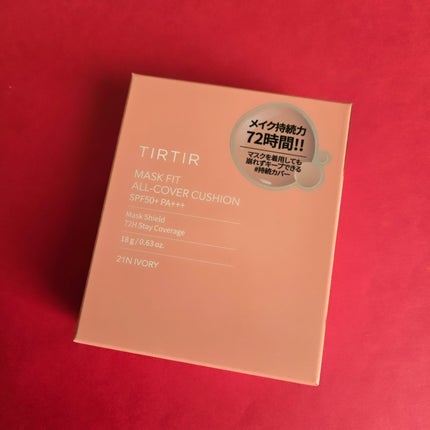 メイク持続力
72時間!!
マスクを着用しても
崩れずキープできる
#持続カバー
TIRTIR
MASK FIT
ALL-COVER CUSHION
SPF50+ PA+++
Mask Shield
72H Stay Coverage
18 g / 0.63 oz.
21N IVORY